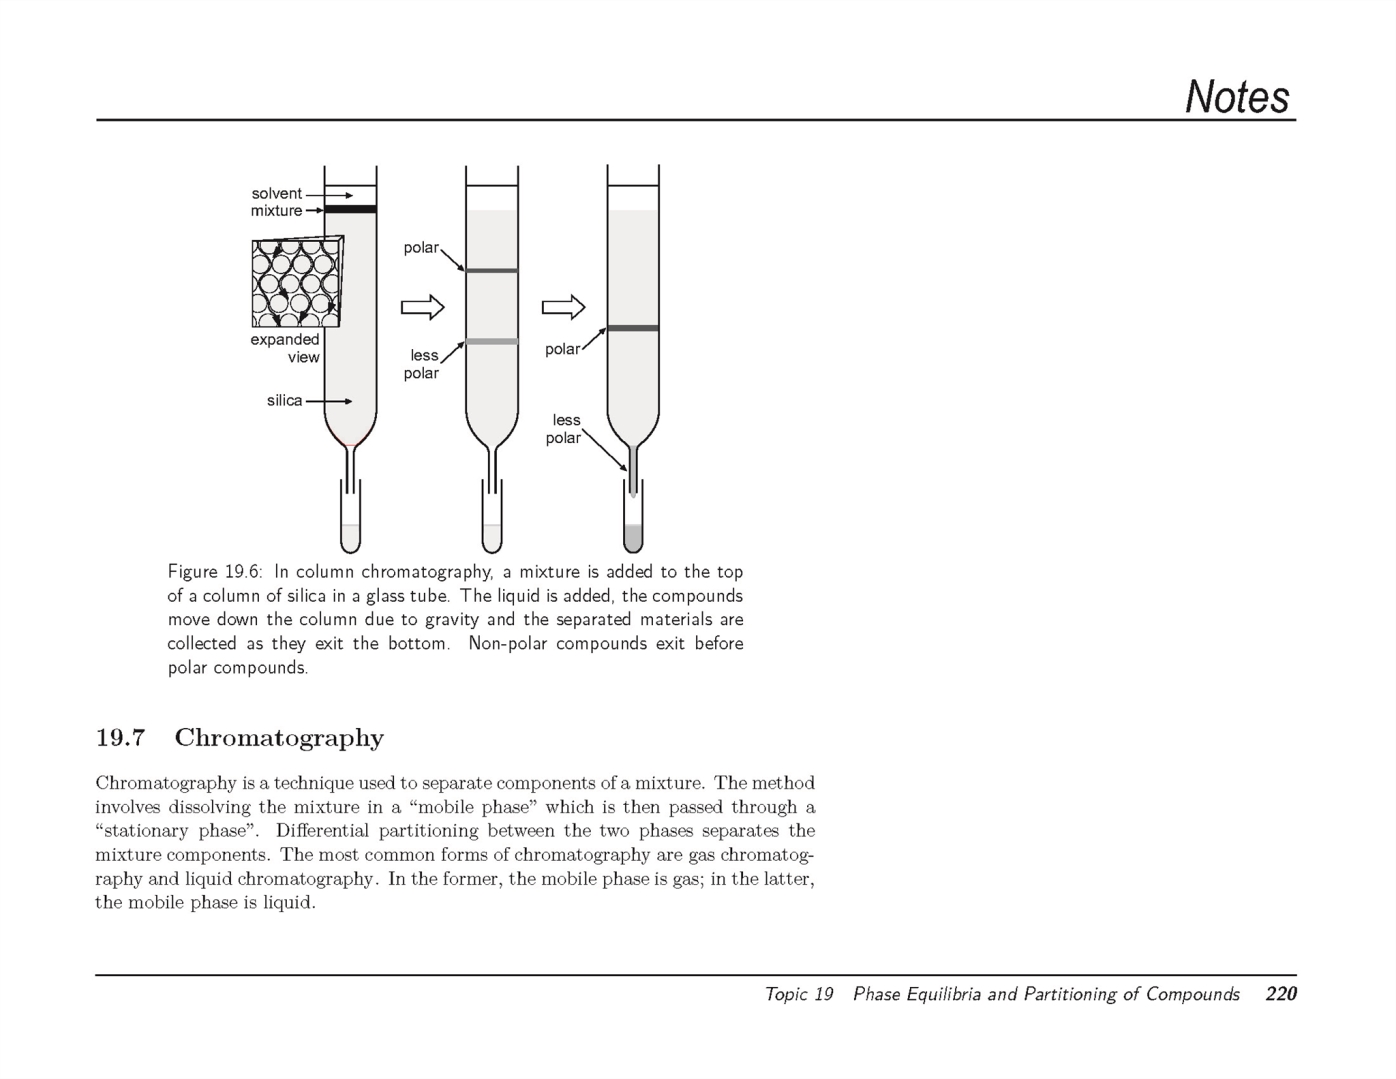 Notes
solvent
mixture
expanded
view
silica
polar
less
polar
polar
less
polar
Figure 19.6: In column chromatography, a mixture is added to the top
of a column of silica in a glass tube. The liquid is added, the compounds
move down the column due to gravity and the separated materials are
collected as they exit the bottom. Non-polar compounds exit before
polar compounds.
19.7 Chromatography
Chromatography is a technique used to separate components of a mixture. The method
involves dissolving the mixture in a “mobile phase” which is then passed through a
“stationary phase”. Differential partitioning between the two phases separates the
mixture components. The most common forms of chromatography are gas chromatog-
raphy and liquid chromatography. In the former, the mobile phase is gas; in the latter,
the mobile phase is liquid.
Topic 19 Phase Equilibria and Partitioning of Compounds 220